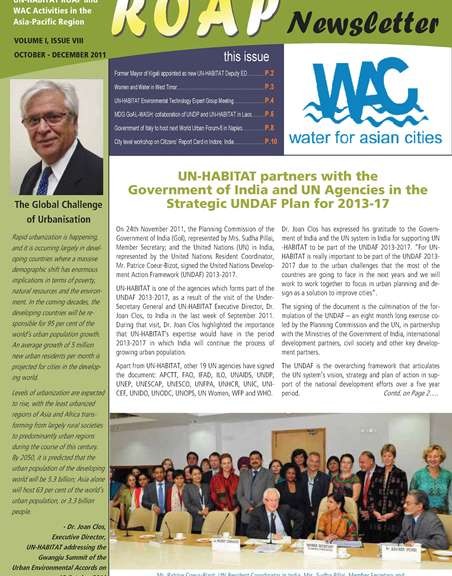 UN-HABITAT ROAP and
WAC Activities in the
Asia-Pacific Region
VOLUME I, ISSUE VIII
OCTOBER - DECEMBER 2011
ROAP
Newsletter
this issue
Former Mayor of Kigali appointed as new UN-HABITAT Deputy ED........P.2
Women and Water in West Timor........P.3
UN-HABITAT Environmental Technology Expert Group Meeting........P.4
MDG GoAL-WASH: collaboration of UNDP and UN-HABITAT in Laos........P.6
Government of Italy to host next World Urban Forum-6 in Naples........P.8
City level workshop on Citizens' Report Card in Indore, India........P.10
WAC
water for asian cities
The Global Challenge
of Urbanisation
Rapid urbanization is happening,
and it is occurring largely in devel-
oping countries where a massive
demographic shift has enormous
implications in terms of poverty,
natural resources and the environ-
ment. In the coming decades, the
developing countries will be re-
sponsible for 95 per cent of the
world's urban population growth.
An average growth of 5 million
new urban residents per month is
projected for cities in the develop-
ing world.
Levels of urbanization are expected
to rise, with the least urbanized
regions of Asia and Africa trans-
forming from largely rural societies
to predominantly urban regions
during the course of this century.
By 2050, it is predicted that the
urban population of the developing
world will be 5.3 billion; Asia alone
will host 63 per cent of the world's
urban population, or 3.3 billion
people.
- Dr. Joan Clos,
Executive Director,
UN-HABITAT addressing the
Gwangju Summit of the
Urban Environmental Accords on
UN-HABITAT partners with the
Government of India and UN Agencies in the
Strategic UNDAF Plan for 2013-17
On 24th November 2011, the Planning Commission of the
Government of India (GoI), represented by Mrs. Sudha Pillai,
Member Secretary; and the United Nations (UN) in India,
represented by the United Nations Resident Coordinator,
Mr. Patrice Coeur-Bizot, signed the United Nations Develop-
ment Action Framework (UNDAF) 2013-2017.
UN-HABITAT is one of the agencies which forms part of the
UNDAF 2013-2017, as a result of the visit of the Under-
Secretary General and UN-HABITAT Executive Director, Dr.
Joan Clos, to India in the last week of September 2011.
During that visit, Dr. Joan Clos highlighted the importance
that UN-HABITAT's expertise would have in the period
2013-2017 in which India will continue the process of
growing urban population.
Apart from UN-HABITAT, other 19 UN agencies have signed
the document: APCTT, FAO, IFAD, ILO, UNAIDS, UNDP,
UNEP, UNESCAP, UNESCO, UNFPA, UNHCR, UNIC, UNI-
CEF, UNIDO, UNODC, UNOPS, UN Women, WFP and WHO.
Dr. Joan Clos has expressed his gratitude to the Govern-
ment of India and the UN system in India for supporting UN
-HABITAT to be part of the UNDAF 2013-2017. "For UN-
HABITAT is really important to be part of the UNDAF 2013-
2017 due to the urban challenges that the most of the
countries are going to face in the next years and we will
work to work together to focus in urban planning and de-
sign as a solution to improve cities".
The signing of the document is the culmination of the for-
mulation of the UNDAF – an eight month long exercise co-
led by the Planning Commission and the UN, in partnership
with the Ministries of the Government of India, international
development partners, civil society and other key develop-
ment partners.
The UNDAF is the overarching framework that articulates
the UN system's vision, strategy and plan of action in sup-
port of the national development efforts over a five year
period.
Contd. on Page 2.....
Mr. Patrice Coeur-Bizot, UN Resident Coordinator in India, Mrs. Sudha Pillai, Member Secretary and